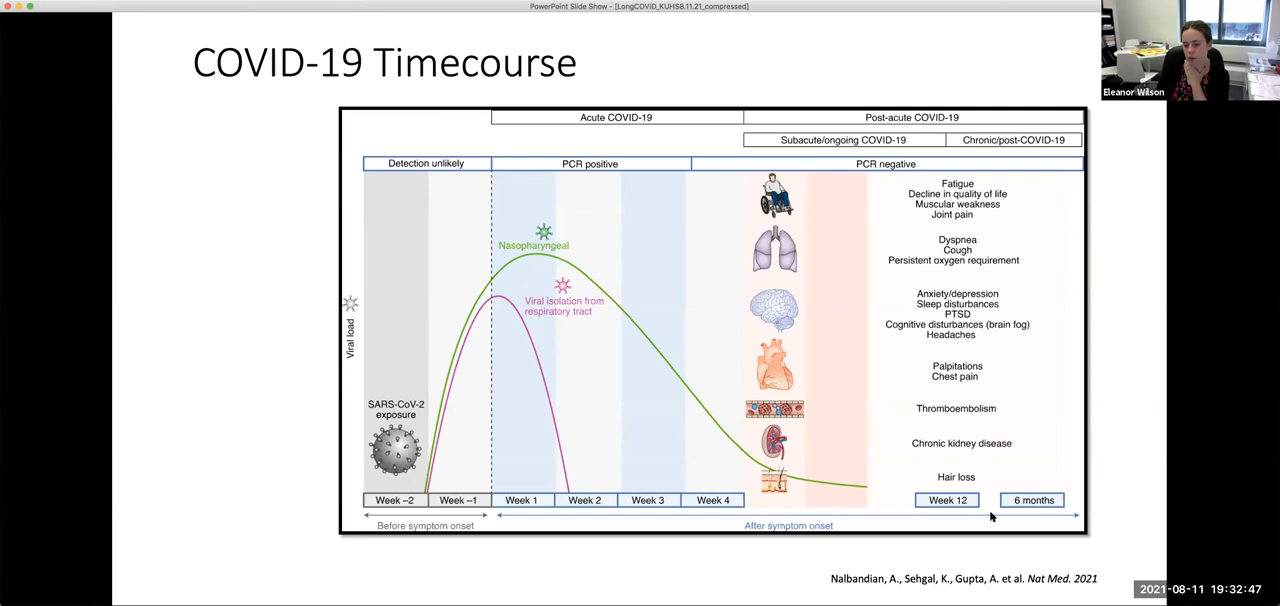 PowerPoint Slide Show - [LongCOViD_KUHS8.11.21_compressed]
Eleanor Wilson
COVID-19 Timecourse
Acute COVID-19
Post-acute COVID-19
Subacute/ongoing COVID-19
Chronic/post-COVID-19
Detection unlikely
PCR positive
PCR negative
Fatigue
Decline in quality of life
Muscular weakness
Joint pain
Nasopharyngeal
Dyspnea
Cough
Persistent oxygen requirement
Viral isolation from
respiratory tract
Anxiety/depression
Sleep disturbances
PTSD
Cognitive disturbances (brain fog)
Headaches
Viral load
Palpitations
Chest pain
SARS-CoV-2
exposure
Thromboembolism
Chronic kidney disease
Hair loss
Week –2
Week –1
Week 1
Week 2
Week 3
Week 4
Week 12
6 months
Before symptom onset
After symptom onset
Nalbandian, A., Sehgal, K., Gupta, A. et al. Nat Med. 2021
2021-08-11 19:32:47